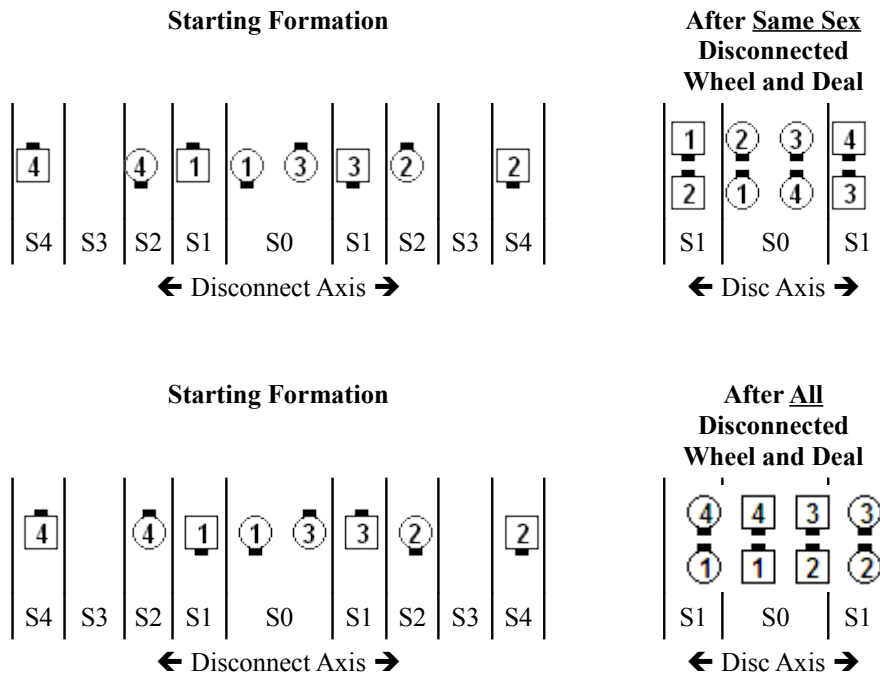 Starting Formation
After Same Sex
Disconnected
Wheel and Deal
4 4 1 1 3 3 2 2
1 2 3 4
2 1 4 3
S4 S3 S2 S1 S0 S1 S2 S3 S4
S1 S0 S1
🡸 Disconnect Axis 🡺
🡸 Disc Axis 🡺
Starting Formation
After All
Disconnected
Wheel and Deal
4 4 1 1 3 3 2 2
4 4 3 3
1 1 2 2
S4 S3 S2 S1 S0 S1 S2 S3 S4
S1 S0 S1
🡸 Disconnect Axis 🡺
🡸 Disc Axis 🡺